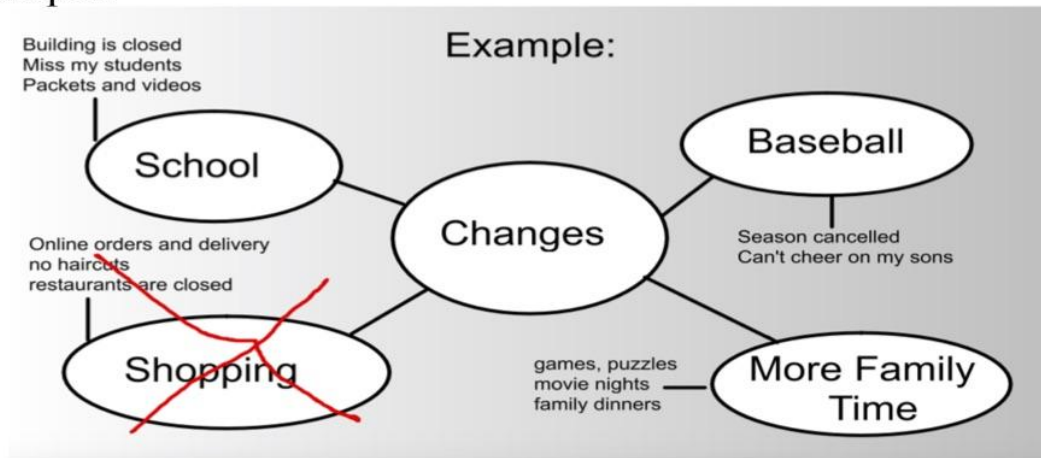 Example:
Building is closed
Miss my students
Packets and videos
School
Baseball
Changes
Season cancelled
Can't cheer on my sons
Online orders and delivery
no haircuts
restaurants are closed
Shopping
games, puzzles
movie nights
family dinners
More Family
Time